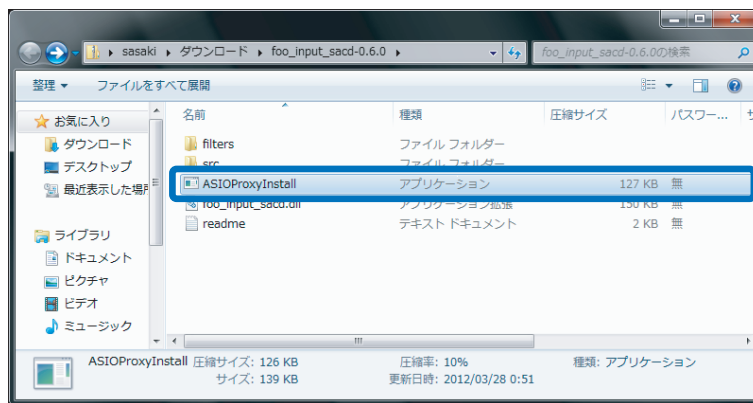 sasaki ▸ ダウンロード ▸ foo_input_sacd-0.6.0 ▸
foo_input_sacd-0.6.0の検索
整理 ファイルをすべて展開
名前 種類 圧縮サイズ パスワー...
お気に入り
ダウンロード
デスクトップ
最近表示した場所
ライブラリ
ドキュメント
ピクチャ
ビデオ
ミュージック
filters ファイル フォルダー
src ファイル フォルダー
ASIOProxyInstall アプリケーション 127 KB 無
foo_input_sacd.dll アプリケーション拡張 150 KB 無
readme テキスト ドキュメント 2 KB 無
ASIOProxyInstall 圧縮サイズ: 126 KB 圧縮率: 10% 種類: アプリケーション
サイズ: 139 KB 更新日時: 2012/03/28 0:51